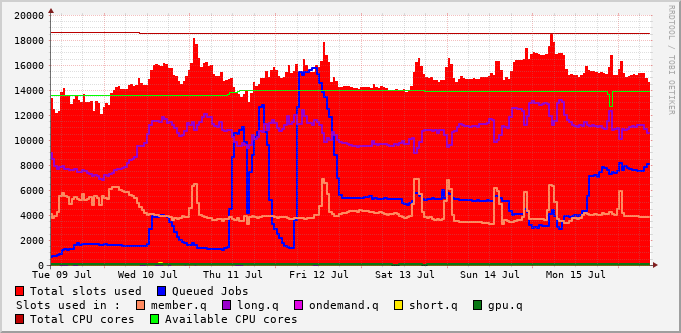 20000
18000
16000
14000
12000
10000
8000
6000
4000
2000
0
Tue 09 Jul Wed 10 Jul Thu 11 Jul Fri 12 Jul Sat 13 Jul Sun 14 Jul Mon 15 Jul
Total slots used Queued Jobs
Slots used in : member.q long.q ondemand.q short.q gpu.q
Total CPU cores Available CPU cores
RRDTOOL / TOBI OETIKER